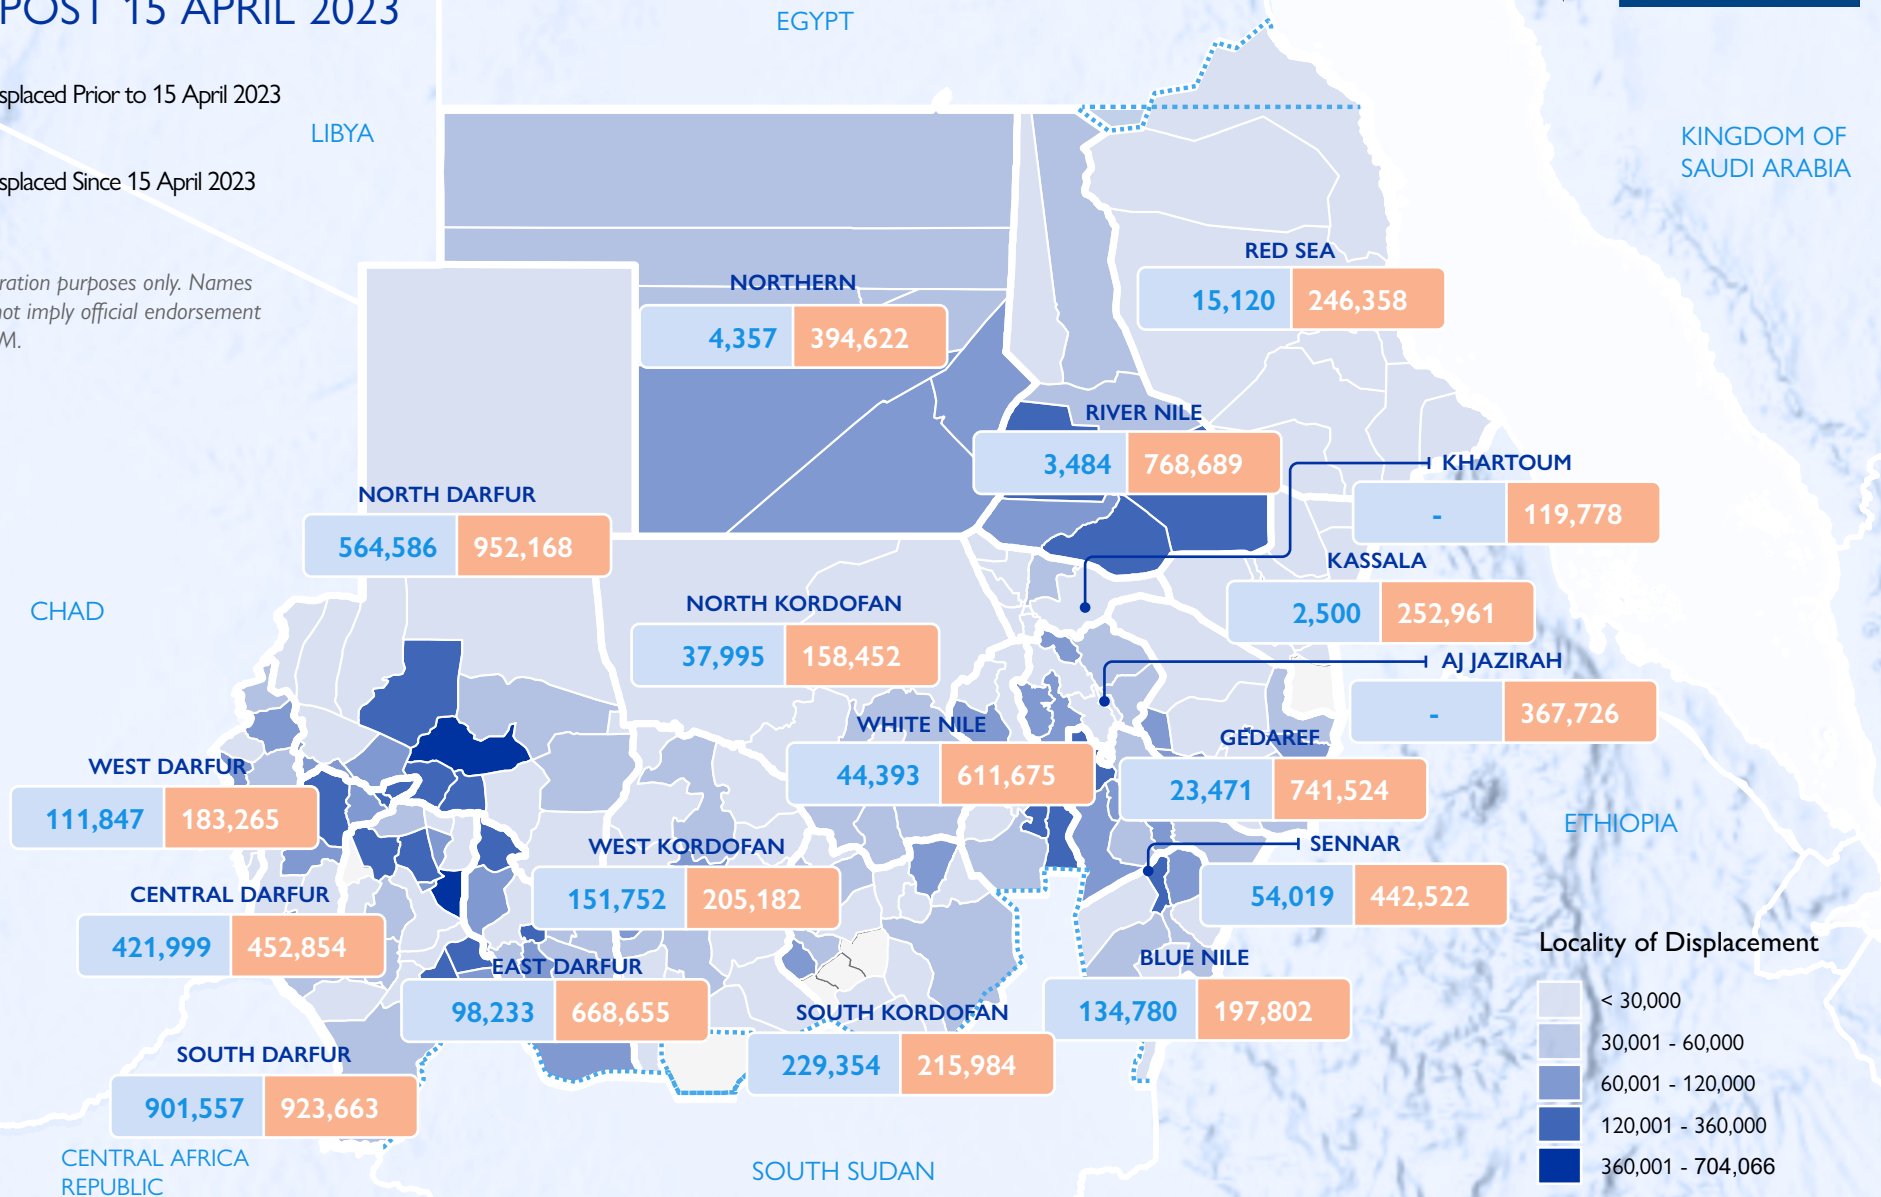 POST 15 APRIL 2023
EGYPT
splaced Prior to 15 April 2023
LIBYA
KINGDOM OF
SAUDI ARABIA
splaced Since 15 April 2023
ration purposes only. Names
not imply official endorsement
M.
RED SEA
15,120 246,358
NORTHERN
4,357 394,622
RIVER NILE
3,484 768,689
KHARTOUM
- 119,778
NORTH DARFUR
564,586 952,168
KASSALA
2,500 252,961
CHAD
NORTH KORDOFAN
37,995 158,452
AJ JAZIRAH
- 367,726
WHITE NILE
44,393 611,675
GEDAREF
23,471 741,524
WEST DARFUR
111,847 183,265
ETHIOPIA
WEST KORDOFAN
151,752 205,182
SENNAR
54,019 442,522
CENTRAL DARFUR
421,999 452,854
EAST DARFUR
98,233 668,655
BLUE NILE
134,780 197,802
SOUTH KORDOFAN
229,354 215,984
SOUTH DARFUR
901,557 923,663
Locality of Displacement
< 30,000
30,001 - 60,000
60,001 - 120,000
120,001 - 360,000
360,001 - 704,066
CENTRAL AFRICA
REPUBLIC
SOUTH SUDAN